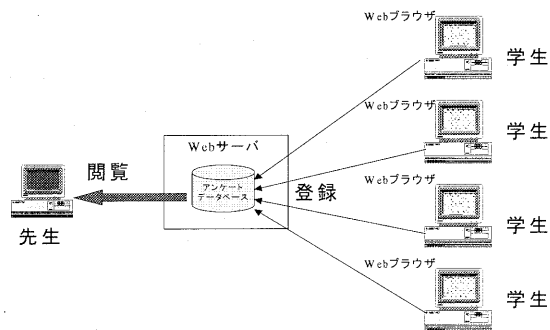 Webブラウザ
学生
Webブラウザ
学生
Webサーバ
閲覧
アンケート
データベース
登録
先生
Webブラウザ
学生
Webブラウザ
学生